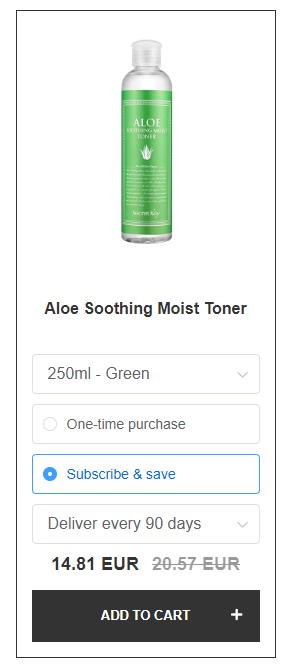 ALOE
SOOTHING MOIST
TONER
Secret Key
Aloe Soothing Moist Toner
250ml - Green
One-time purchase
Subscribe & save
Deliver every 90 days
14.81 EUR 20.57 EUR
ADD TO CART +